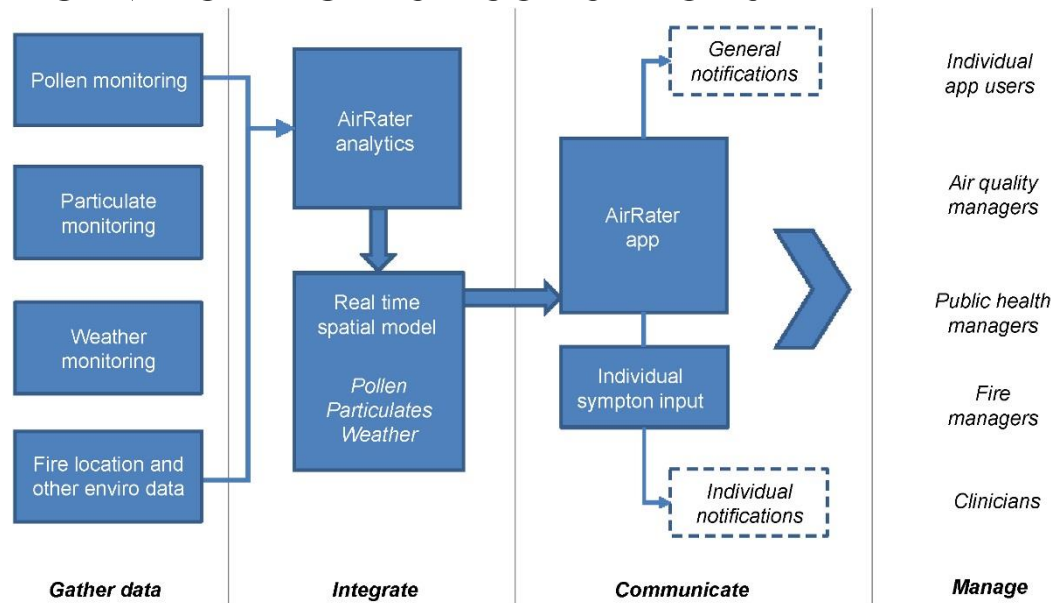 Pollen monitoring
Particulate
monitoring
Weather
monitoring
Fire location and
other enviro data
Gather data
AirRater
analytics
Real time
spatial model
Pollen
Particulates
Weather
Integrate
General
notifications
AirRater
app
Individual
sympton input
Individual
notifications
Communicate
Individual
app users
Air quality
managers
Public health
managers
Fire
managers
Clinicians
Manage